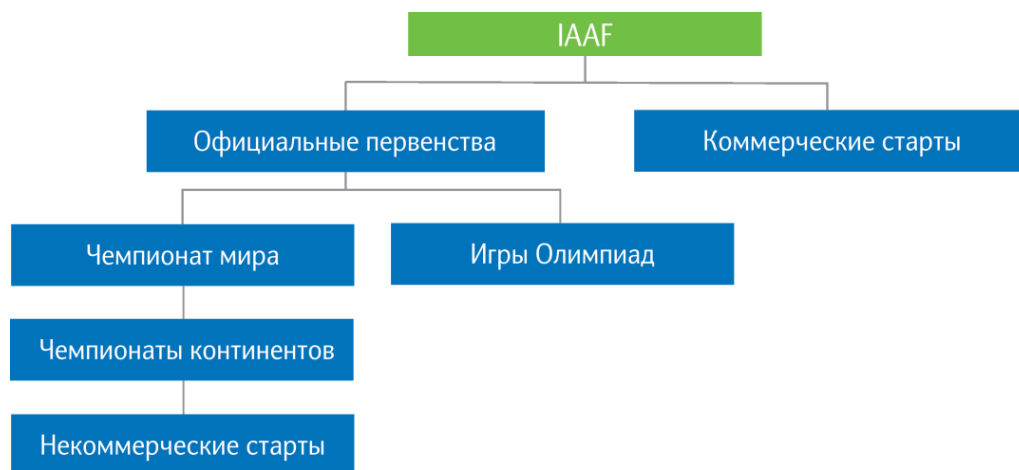 IAAF
Официальные первенства
Коммерческие старты
Чемпионат мира
Игры Олимпиад
Чемпионаты континентов
Некоммерческие старты